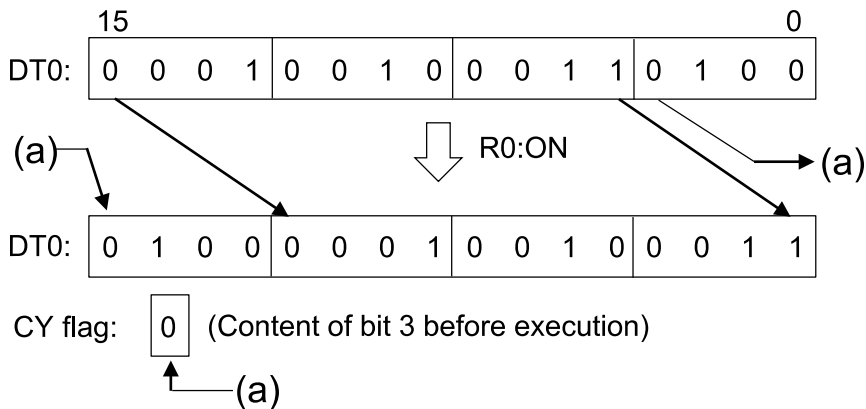 15 0
DT0: 0 0 0 1 0 0 1 0 0 0 1 1 0 1 0 0
(a) R0:ON (a)
DT0: 0 1 0 0 0 0 0 1 0 0 1 0 0 0 1 1
CY flag: 0 (Content of bit 3 before execution)
(a)